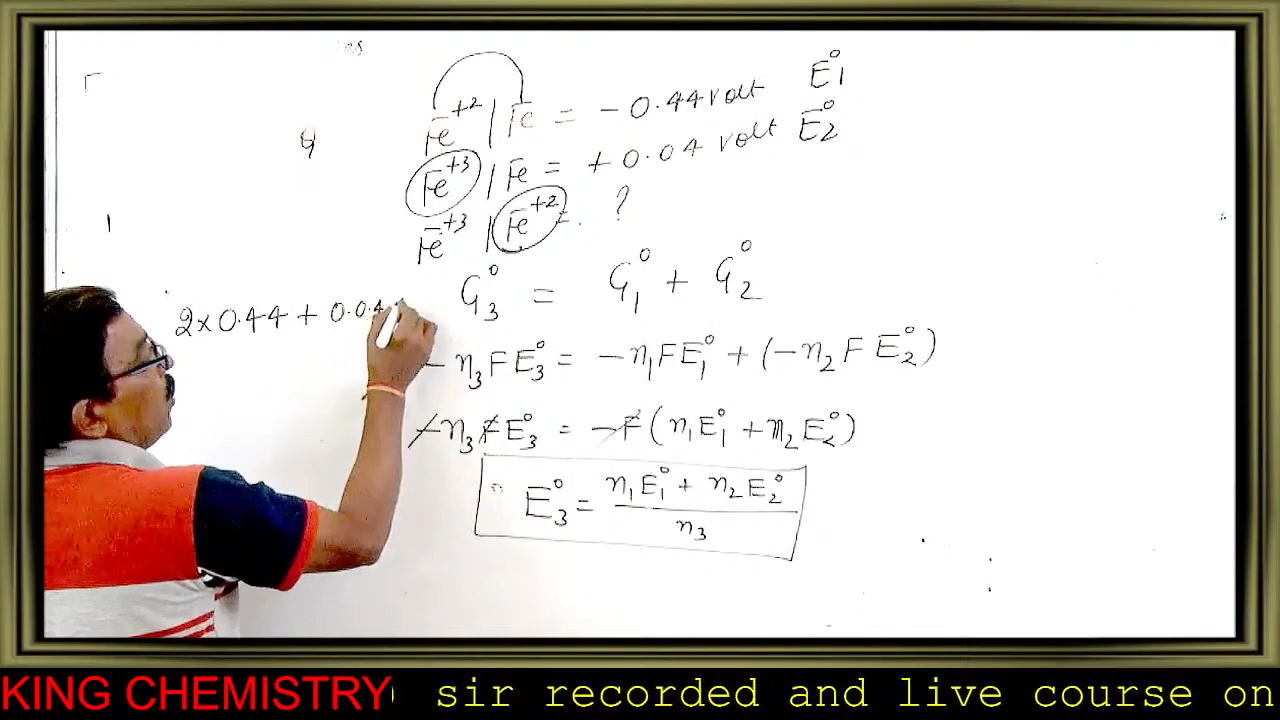 Fe+2 | Fe = - 0.44 volt E°1
Q
Fe+3 | Fe = + 0.04 volt E°2
Fe+3 | Fe+2 = ?
G°3 = G°1 + G°2
2 x 0.44 + 0.04
- n3FE°3 = - n1FE°1 + (- n2FE°2)
- n3FE°3 = - F (n1E°1 + n2E°2)
∴ E°3 = n1E°1 + n2E°2
n3
KING CHEMISTRY sir recorded and live course on